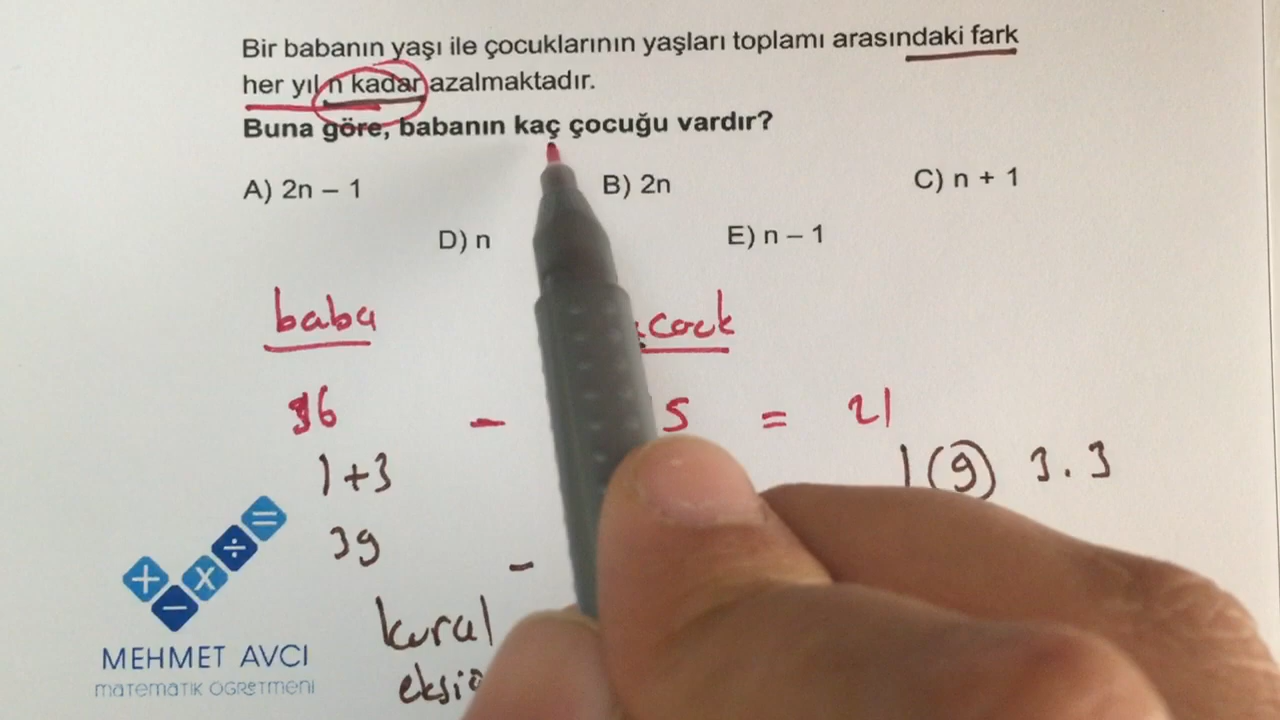 Bir babanın yaşı ile çocuklarının yaşları toplamı arasındaki fark
her yıl n kadar azalmaktadır.
Buna göre, babanın kaç çocuğu vardır?
A) 2n – 1 B) 2n C) n + 1
D) n E) n – 1
baba
36 - 5 = 21
1+3 1(9) 3.3
39 -
kural
MEHMET AVCI
matematik öğretmeni